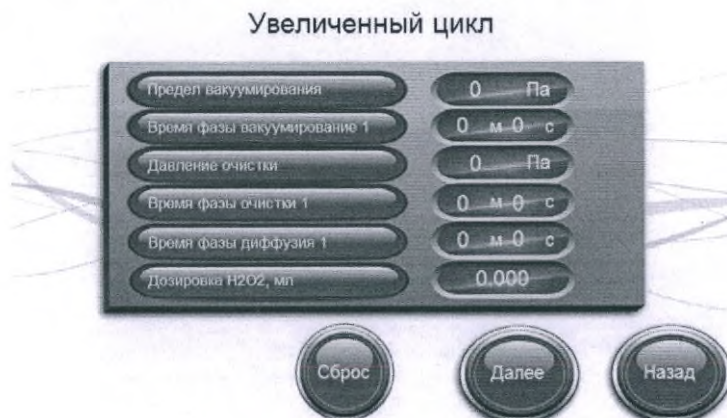 Увеличенный цикл
Предел вакуумирования 0 Па
Время фазы вакуумирование 1 0 м 0 с
Давление очистки 0 Па
Время фазы очистки 1 0 м 0 с
Время фазы диффузия 1 0 м 0 с
Дозировка H2O2, мл 0.000
Сброс Далее Назад